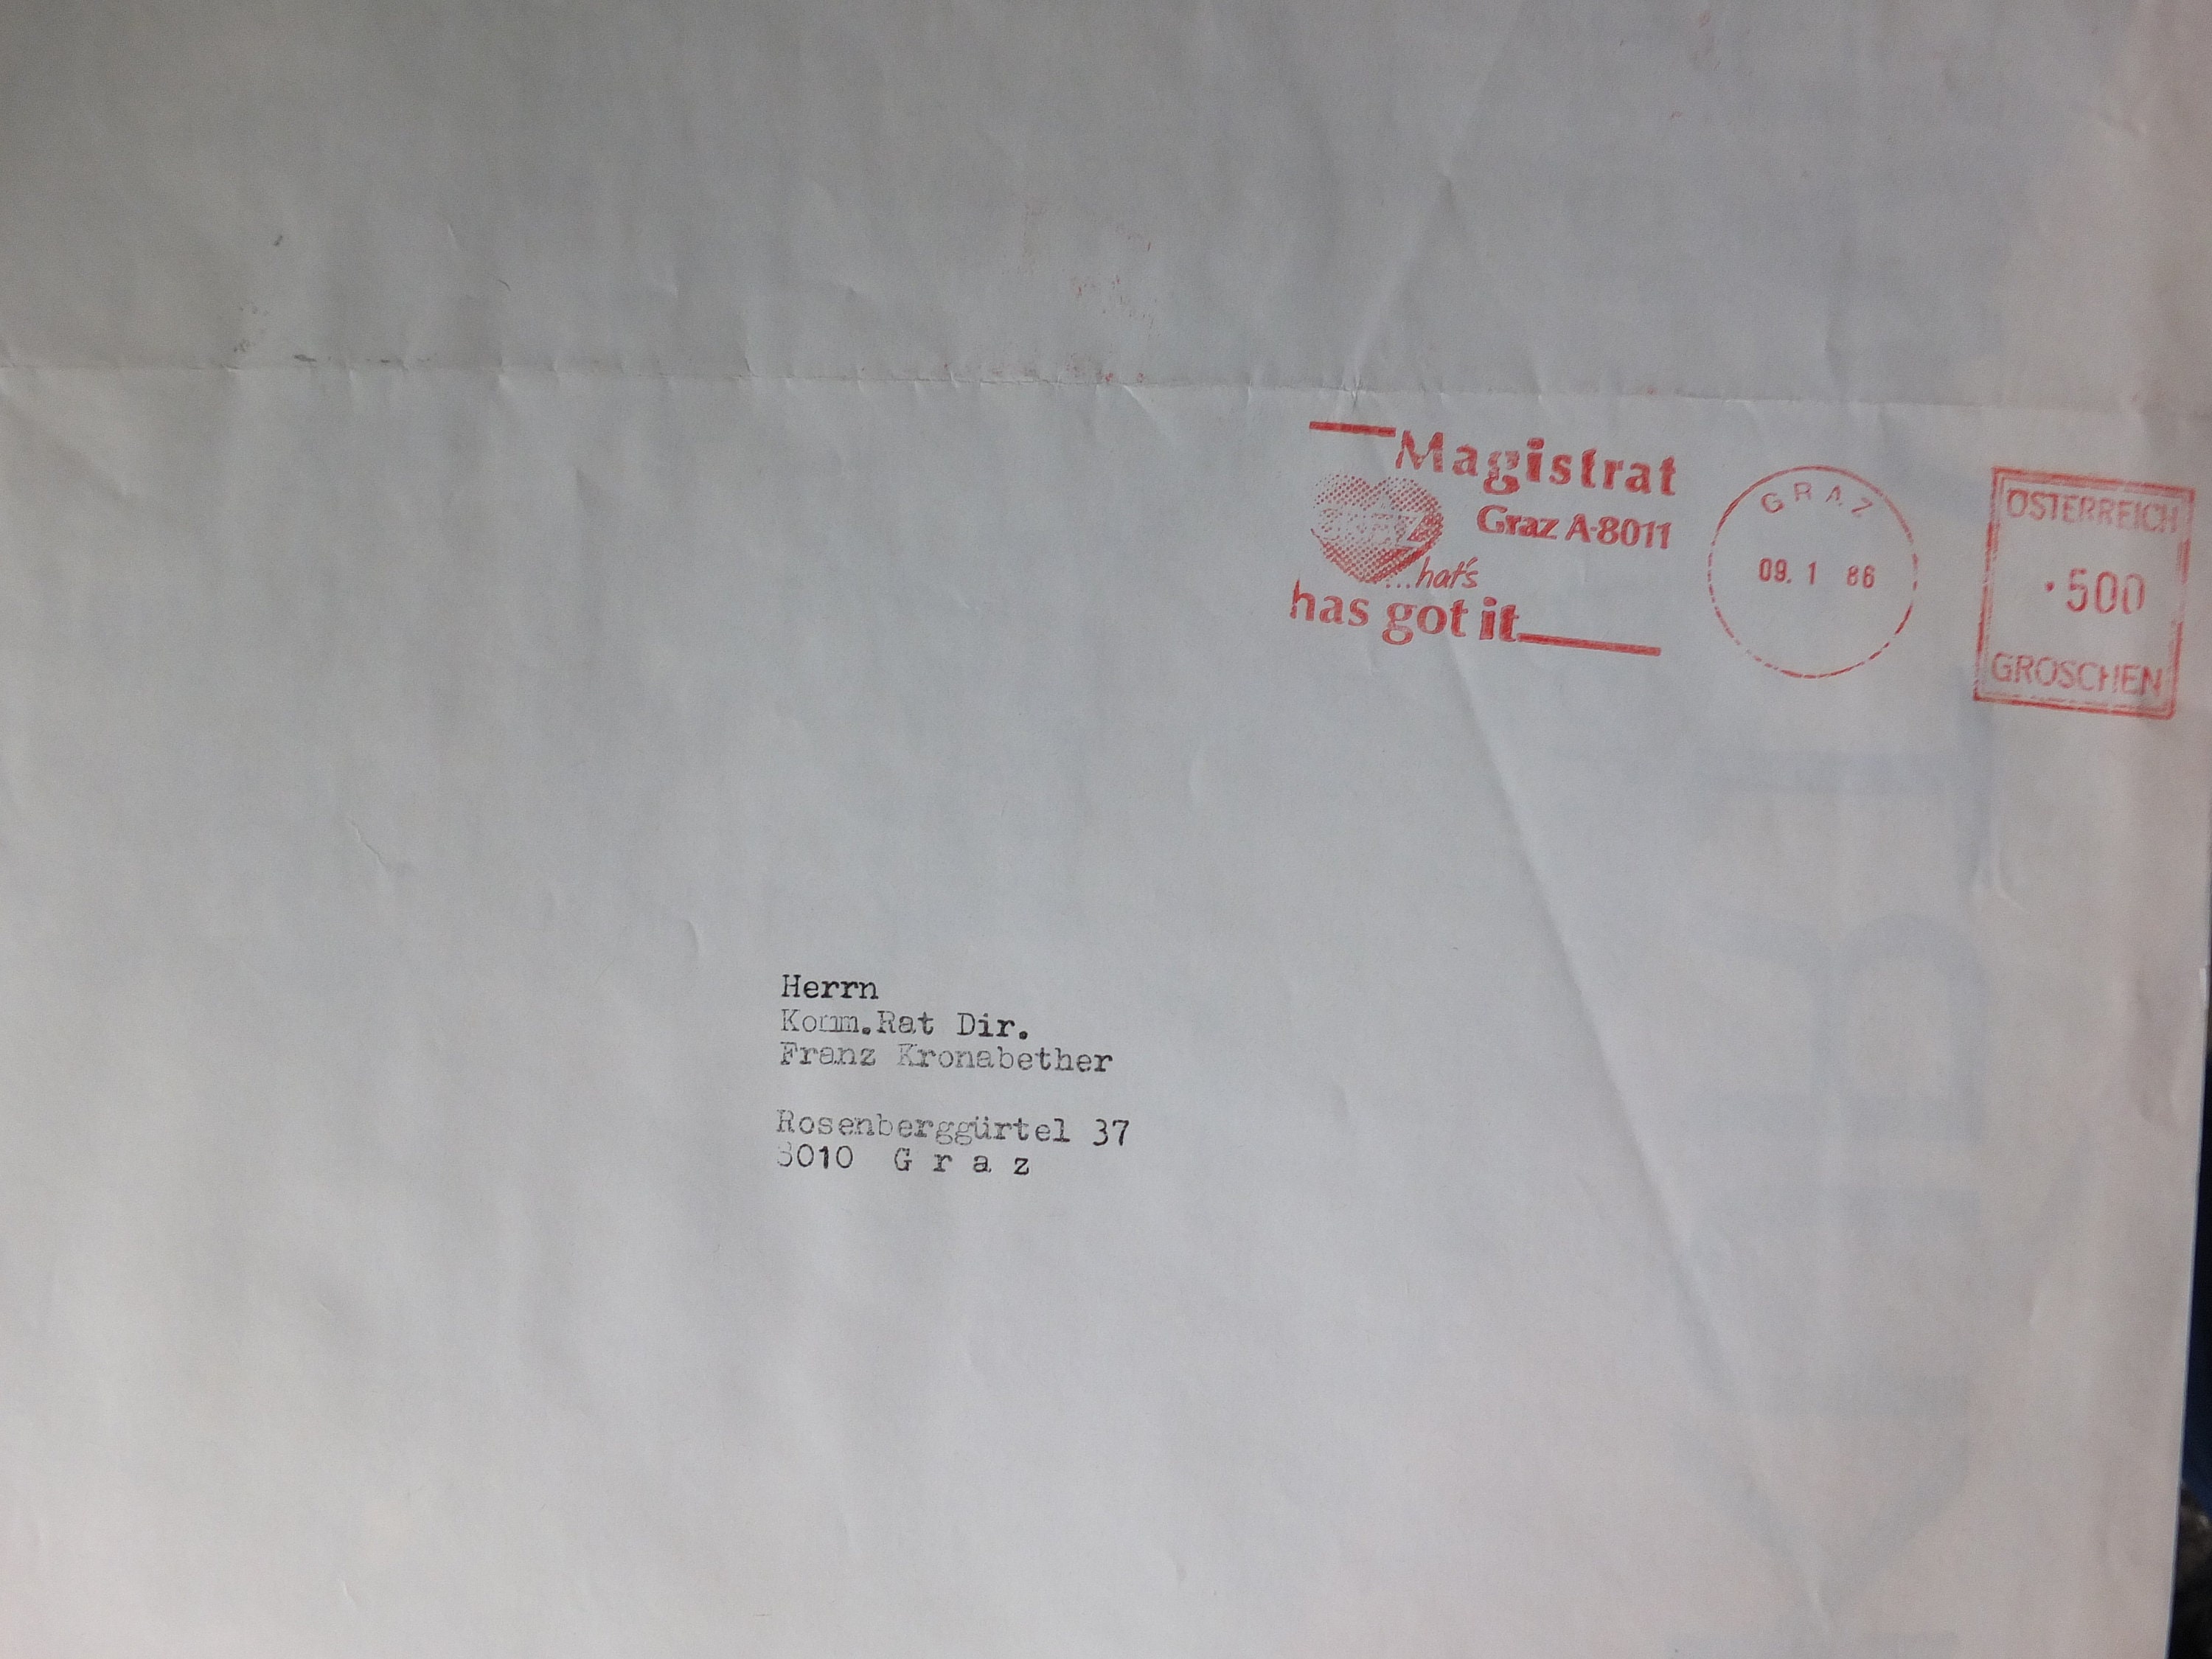 Magistrat
GRAZ
Graz A-8011
...hat's
has got it
GRAZ
09. 1 86
ÖSTERREICH
·500
GROSCHEN
Herrn
Komm.Rat Dir.
Franz Kronabether
Rosenberggürtel 37
8010 G r a z